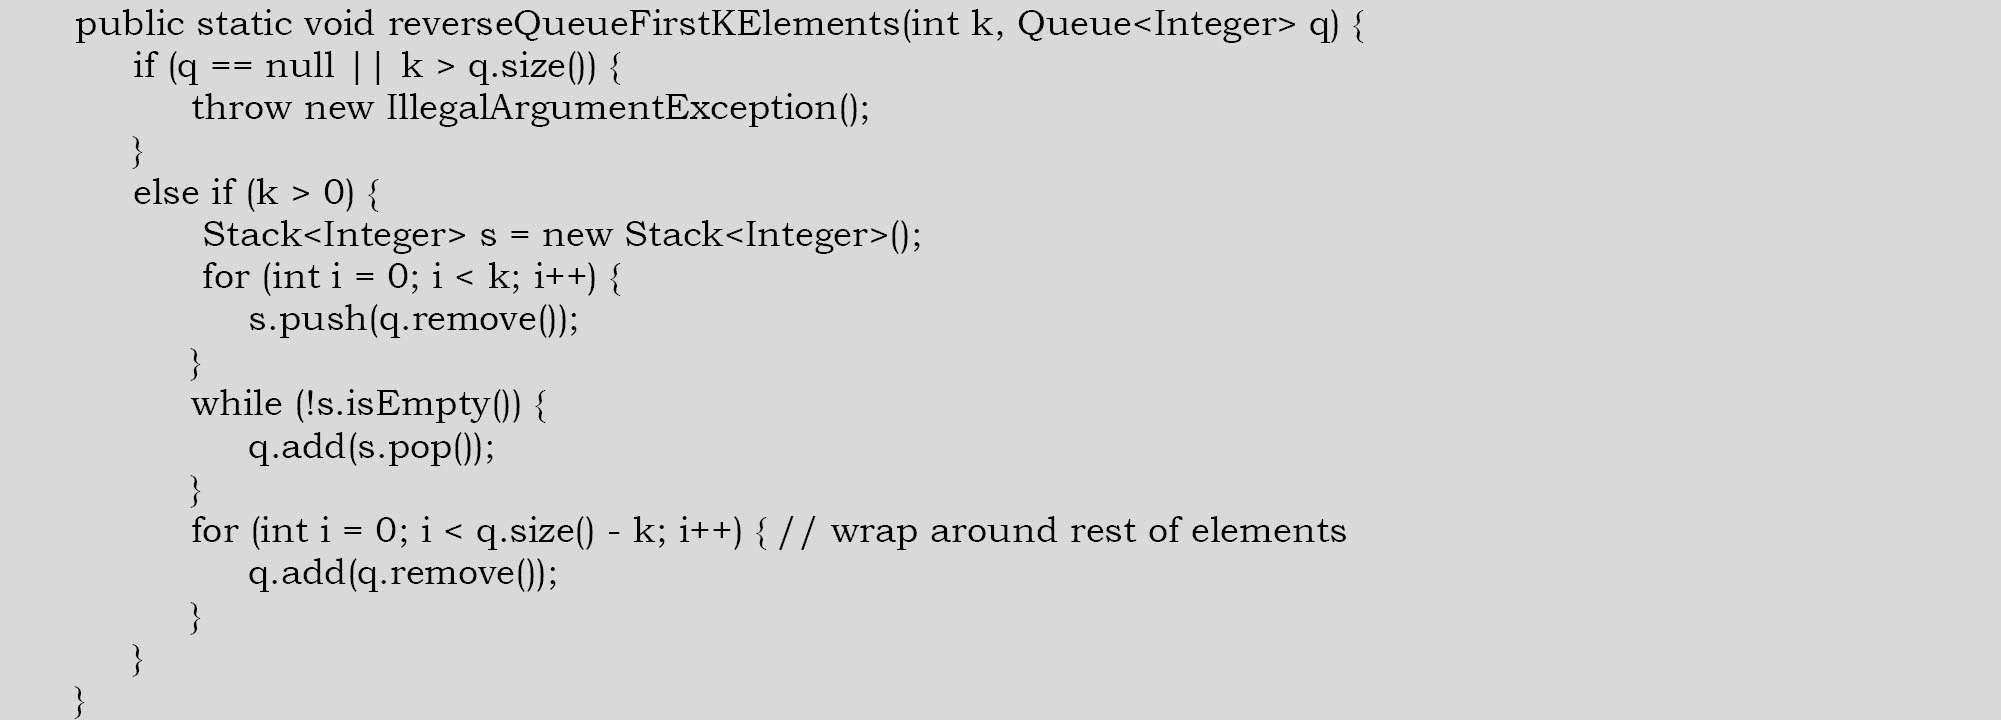 public static void reverseQueueFirstKElements(int k, Queue<Integer> q) {
if (q == null || k > q.size()) {
throw new IllegalArgumentException();
}
else if (k > 0) {
Stack<Integer> s = new Stack<Integer>();
for (int i = 0; i < k; i++) {
s.push(q.remove());
}
while (!s.isEmpty()) {
q.add(s.pop());
}
for (int i = 0; i < q.size() - k; i++) { // wrap around rest of elements
q.add(q.remove());
}
}
}